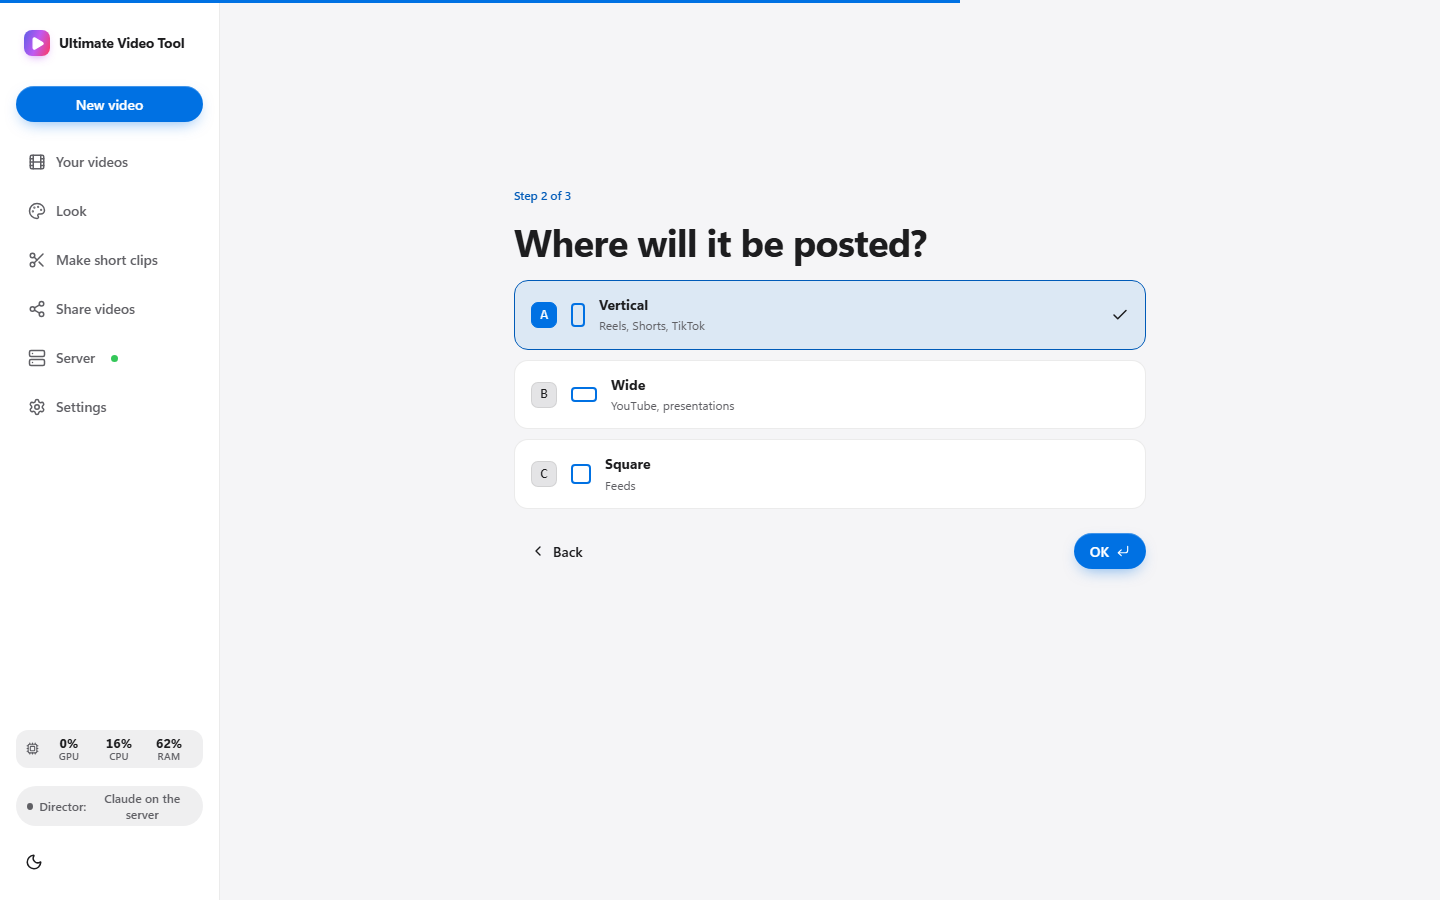 Ultimate Video Tool
New video
Your videos
Look
Make short clips
Share videos
Server
Settings
0% 16% 62%
GPU CPU RAM
Director: Claude on the
server
Step 2 of 3
Where will it be posted?
A Vertical
Reels, Shorts, TikTok
B Wide
YouTube, presentations
C Square
Feeds
Back
OK